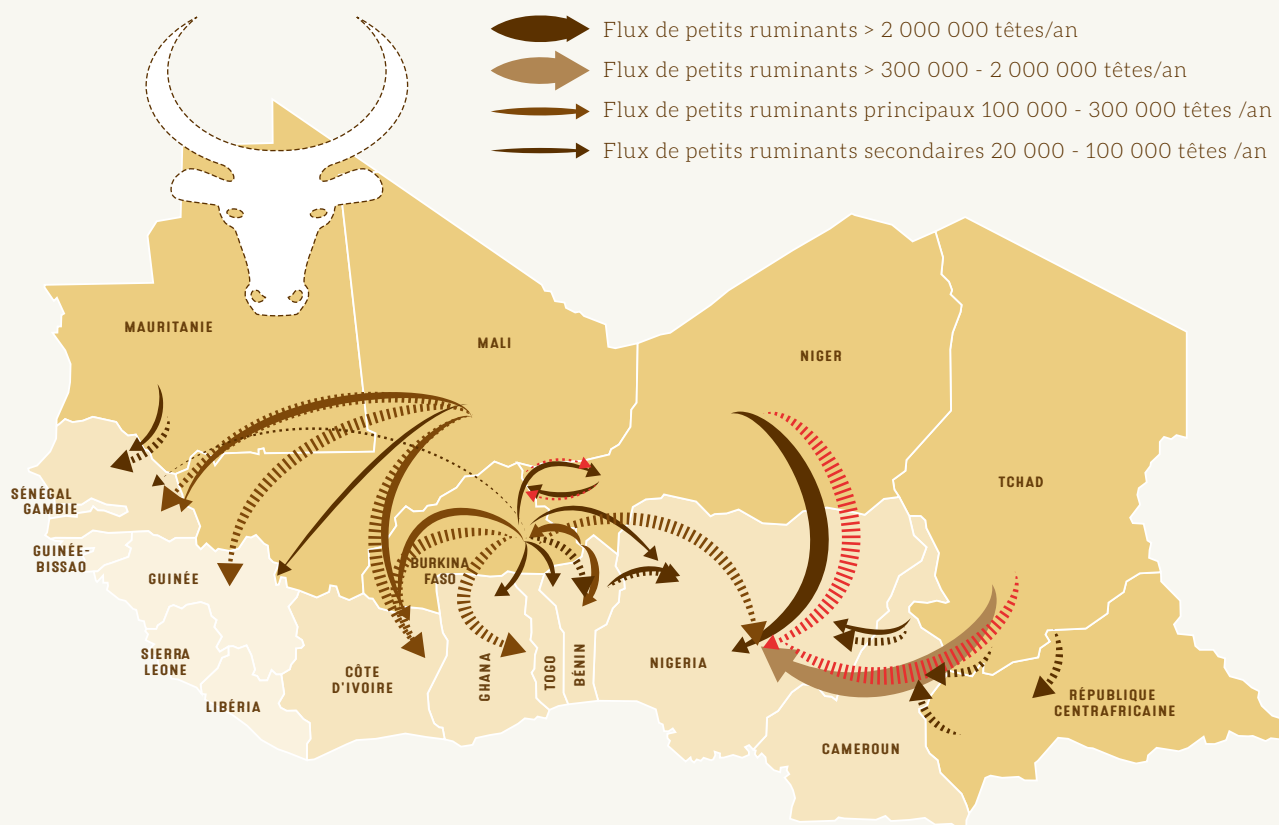 Flux de petits ruminants > 2 000 000 têtes/an
Flux de petits ruminants > 300 000 - 2 000 000 têtes/an
Flux de petits ruminants principaux 100 000 - 300 000 têtes /an
Flux de petits ruminants secondaires 20 000 - 100 000 têtes /an
MAURITANIE
MALI
NIGER
TCHAD
SÉNÉGAL
GAMBIE
GUINÉE-
BISSAO
GUINÉE
BURKINA
FASO
SIERRA
LEONE
LIBÉRIA
CÔTE
D'IVOIRE
GHANA
TOGO
BÉNIN
NIGERIA
CAMEROUN
RÉPUBLIQUE
CENTRAFRICAINE